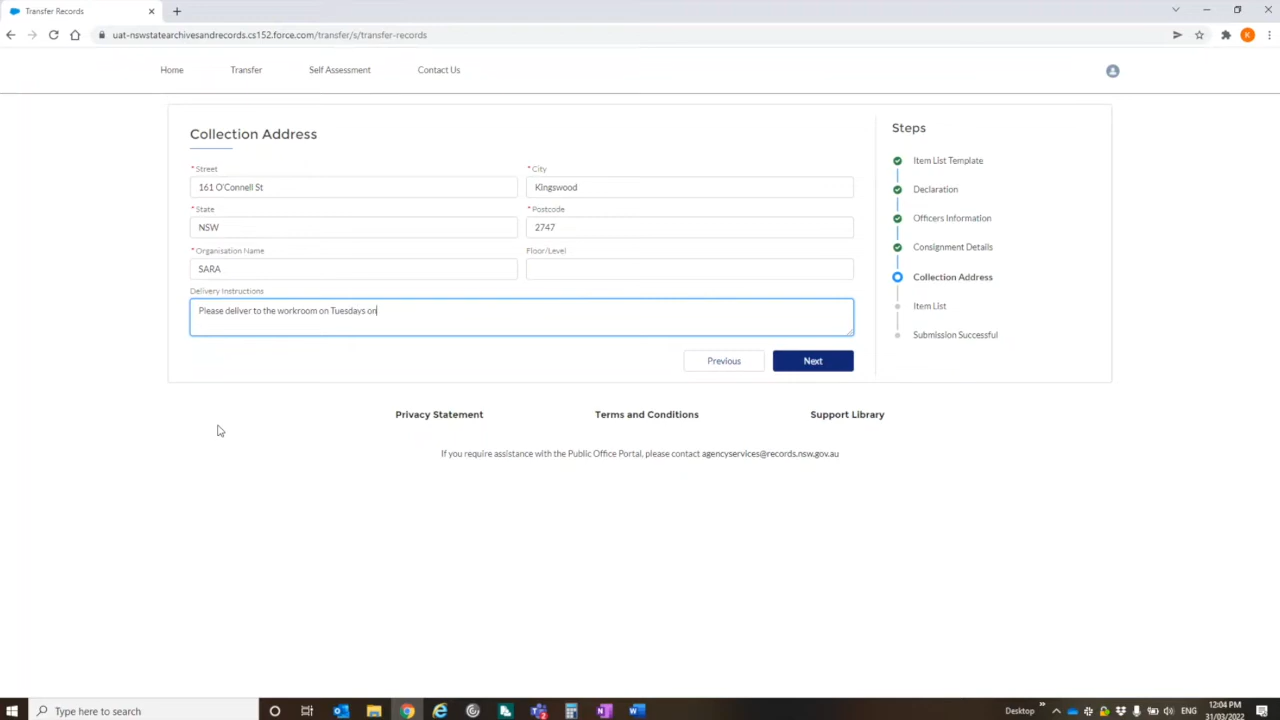 Transfer Records
uat-nswstatearchivesandrecords.cs152.force.com/transfer/s/transfer-records
K
Home Transfer Self Assessment Contact Us
Collection Address
* Street * City
161 O'Connell St KIngswood
* State * Postcode
NSW 2747
* Organisation Name Floor/Level
SARA
Delivery Instructions
Please deliver to the workroom on Tuesdays on
Previous Next
Steps
Item List Template
Declaration
Officers Information
Consignment Details
Collection Address
Item List
Submission Successful
Privacy Statement Terms and Conditions Support Library
If you require assistance with the Public Office Portal, please contact agencyservices@records.nsw.gov.au
Type here to search
Desktop
ENG
12:04 PM
31/03/2022